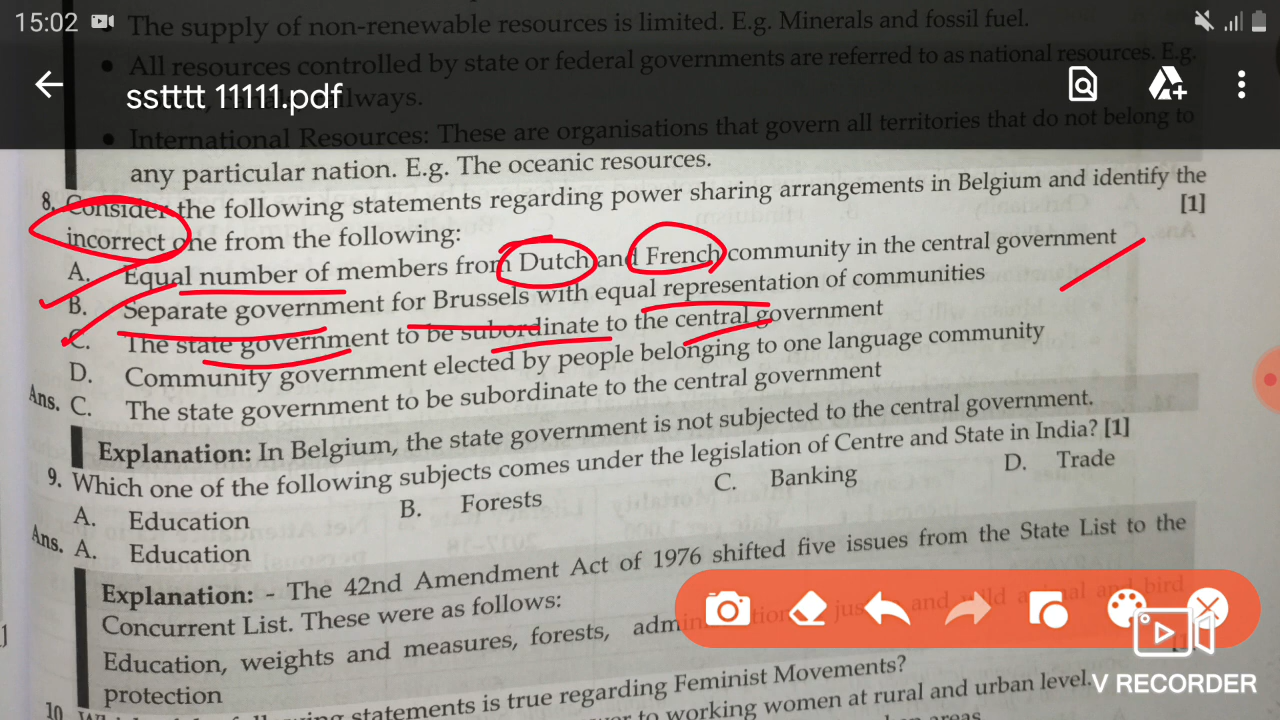 15:02
The supply of non-renewable resources is limited. E.g. Minerals and fossil fuel.
All resources controlled by state or federal governments are referred to as national resources. E.g.
sstttt 11111.pdf
International Resources: These are organisations that govern all territories that do not belong to
any particular nation. E.g. The oceanic resources.
8. Consider the following statements regarding power sharing arrangements in Belgium and identify the
incorrect one from the following: [1]
A. Equal number of members from Dutch and French community in the central government
B. Separate government for Brussels with equal representation of communities
C. The state government to be subordinate to the central government
D. Community government elected by people belonging to one language community
Ans. C. The state government to be subordinate to the central government
Explanation: In Belgium, the state government is not subjected to the central government.
9. Which one of the following subjects comes under the legislation of Centre and State in India? [1]
A. Education B. Forests C. Banking D. Trade
Ans. A. Education
Explanation: - The 42nd Amendment Act of 1976 shifted five issues from the State List to the
Concurrent List. These were as follows:
Education, weights and measures, forests, and bird
protection
10 statements is true regarding Feminist Movements?
to working women at rural and urban level.
areas
V RECORDER